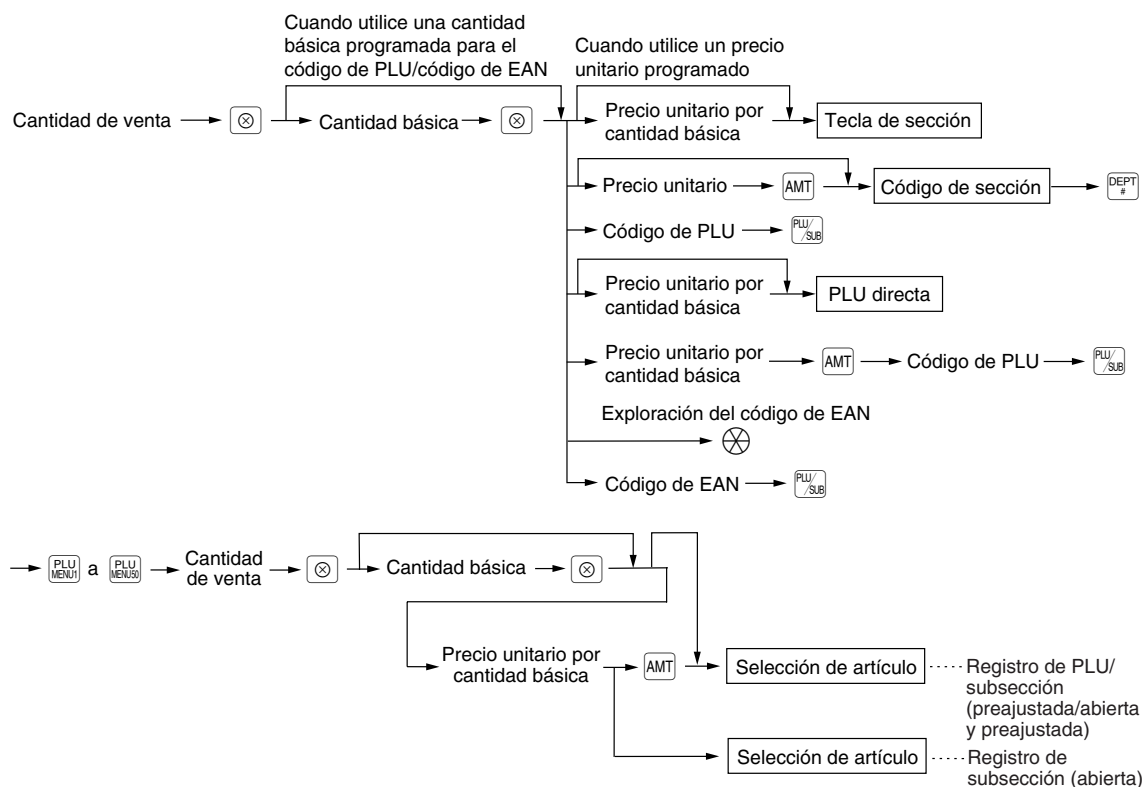 Cuando utilice una cantidad
básica programada para el
código de PLU/código de EAN
Cuando utilice un precio
unitario programado
Cantidad de venta
Cantidad básica
Precio unitario por
cantidad básica
Tecla de sección
Precio unitario
AMT
Código de sección
DEPT
#
Código de PLU
PLU/
/SUB
Precio unitario por
cantidad básica
PLU directa
Precio unitario por
cantidad básica
AMT
Código de PLU
PLU/
/SUB
Exploración del código de EAN
Código de EAN
PLU/
/SUB
PLU
MENU1
a
PLU
MENU50
Cantidad
de venta
Cantidad básica
Precio unitario por
cantidad básica
AMT
Selección de artículo
Registro de PLU/
subsección
(preajustada/abierta
y preajustada)
Selección de artículo
Registro de
subsección (abierta)